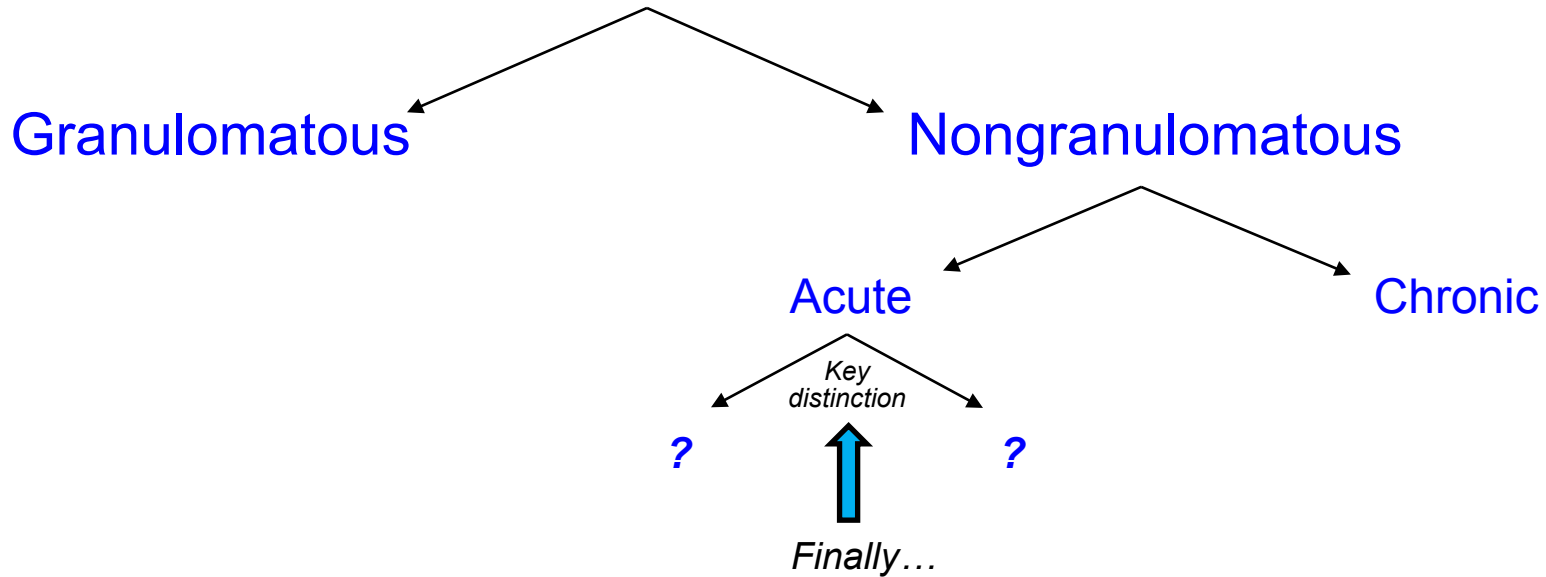 Granulomatous
Nongranulomatous
Acute
Chronic
Key
distinction
?
?
Finally…